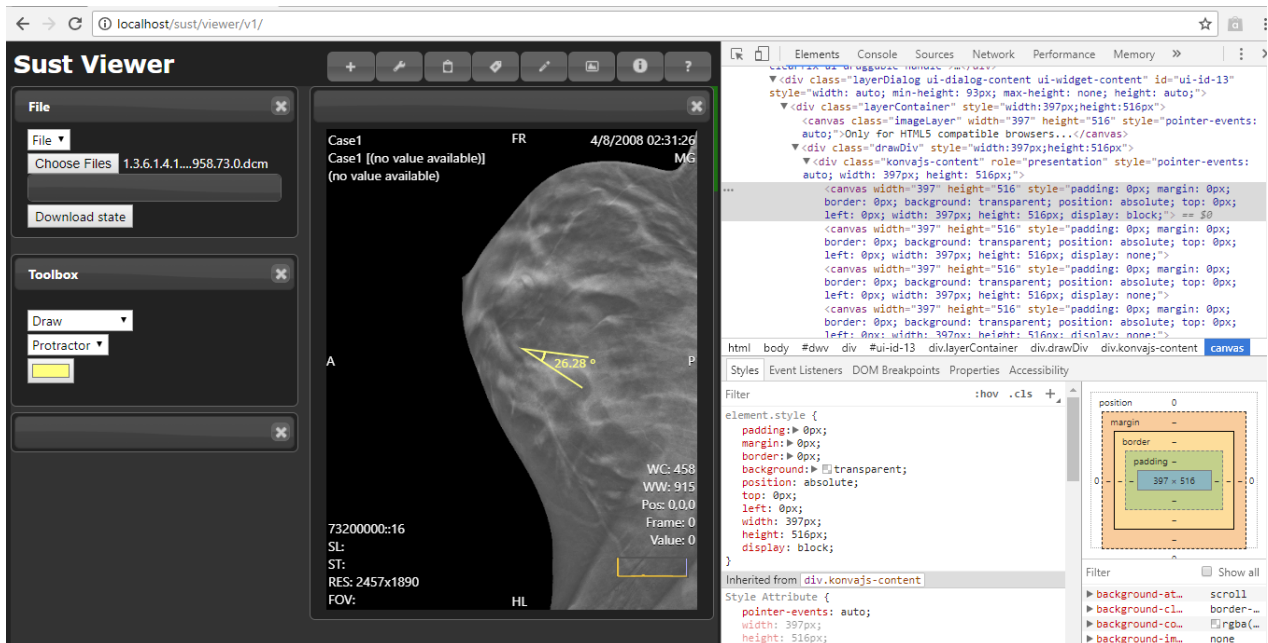 localhost/sust/viewer/v1/
Sust Viewer
?
File
File
Choose Files 1.3.6.1.4.1....958.73.0.dcm
Download state
Toolbox
Draw
Protractor
Case1 FR 4/8/2008 02:31:26
Case1 [(no value available)] MG
(no value available)
A P
26.28 °
WC: 458
WW: 915
Pos: 0,0,0
Frame: 0
Value: 0
73200000::16
SL:
ST:
RES: 2457x1890
FOV: HL
Elements Console Sources Network Performance Memory »
▼<div class="layerDialog ui-dialog-content ui-widget-content" id="ui-id-13"
style="width: auto; min-height: 93px; max-height: none; height: auto;">
▼<div class="layerContainer" style="width:397px;height:516px">
<canvas class="imageLayer" width="397" height="516" style="pointer-events:
auto;">Only for HTML5 compatible browsers...</canvas>
▼<div class="drawDiv" style="width:397px;height:516px">
▼<div class="konvajs-content" role="presentation" style="pointer-events:
auto; width: 397px; height: 516px;">
... <canvas width="397" height="516" style="padding: 0px; margin: 0px;
border: 0px; background: transparent; position: absolute; top: 0px;
left: 0px; width: 397px; height: 516px; display: block;"> == $0
<canvas width="397" height="516" style="padding: 0px; margin: 0px;
border: 0px; background: transparent; position: absolute; top: 0px;
left: 0px; width: 397px; height: 516px; display: none;">
<canvas width="397" height="516" style="padding: 0px; margin: 0px;
border: 0px; background: transparent; position: absolute; top: 0px;
left: 0px; width: 397px; height: 516px; display: none;">
<canvas width="397" height="516" style="padding: 0px; margin: 0px;
border: 0px; background: transparent; position: absolute; top: 0px;
left: 0px; width: 397px; height: 516px; display: none;">
html body #dwv div #ui-id-13 div.layerContainer div.drawDiv div.konvajs-content canvas
Styles Event Listeners DOM Breakpoints Properties Accessibility
Filter :hov .cls +
element.style {
padding:▶ 0px;
margin:▶ 0px;
border:▶ 0px;
background:▶ transparent;
position: absolute;
top: 0px;
left: 0px;
width: 397px;
height: 516px;
display: block;
}
Inherited from div.konvajs-content
Style Attribute {
pointer-events: auto;
width: 397px;
height: 516px;
position 0
margin -
border -
padding -
0 - - - 397 × 516 - - - 0
-
-
-
Filter Show all
▶ background-at… scroll
▶ background-cl… border-…
▶ background-co… rgba(…
▶ background-im… none